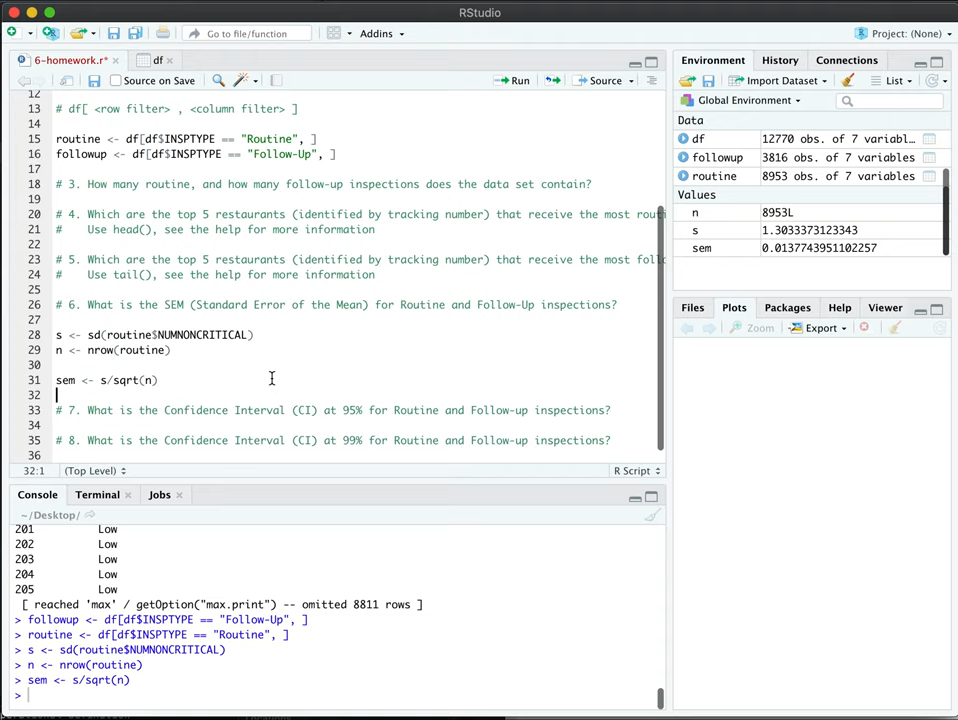 RStudio
Go to file/function
Addins
Project: (None)
6-homework.r*
df
Source on Save
Run
Source
12
13 # df[ <row filter> , <column filter> ]
14
15 routine <- df[df$INSPTYPE == "Routine", ]
16 followup <- df[df$INSPTYPE == "Follow-Up", ]
17
18 # 3. How many routine, and how many follow-up inspections does the data set contain?
19
20 # 4. Which are the top 5 restaurants (identified by tracking number) that receive the most rout
21 # Use head(), see the help for more information
22
23 # 5. Which are the top 5 restaurants (identified by tracking number) that receive the most foll
24 # Use tail(), see the help for more information
25
26 # 6. What is the SEM (Standard Error of the Mean) for Routine and Follow-Up inspections?
27
28 s <- sd(routine$NUMNONCRITICAL)
29 n <- nrow(routine)
30
31 sem <- s/sqrt(n)
32
33 # 7. What is the Confidence Interval (CI) at 95% for Routine and Follow-up inspections?
34
35 # 8. What is the Confidence Interval (CI) at 99% for Routine and Follow-up inspections?
36
32:1 (Top Level) R Script
Console Terminal Jobs
~/Desktop/
201 Low
202 Low
203 Low
204 Low
205 Low
[ reached 'max' / getOption("max.print") -- omitted 8811 rows ]
> followup <- df[df$INSPTYPE == "Follow-Up", ]
> routine <- df[df$INSPTYPE == "Routine", ]
> s <- sd(routine$NUMNONCRITICAL)
> n <- nrow(routine)
> sem <- s/sqrt(n)
>
Environment History Connections
Import Dataset
List
Global Environment
Data
df 12770 obs. of 7 variabl…
followup 3816 obs. of 7 variables
routine 8953 obs. of 7 variables
Values
n 8953L
s 1.3033373123343
sem 0.0137743951102257
Files Plots Packages Help Viewer
Zoom Export